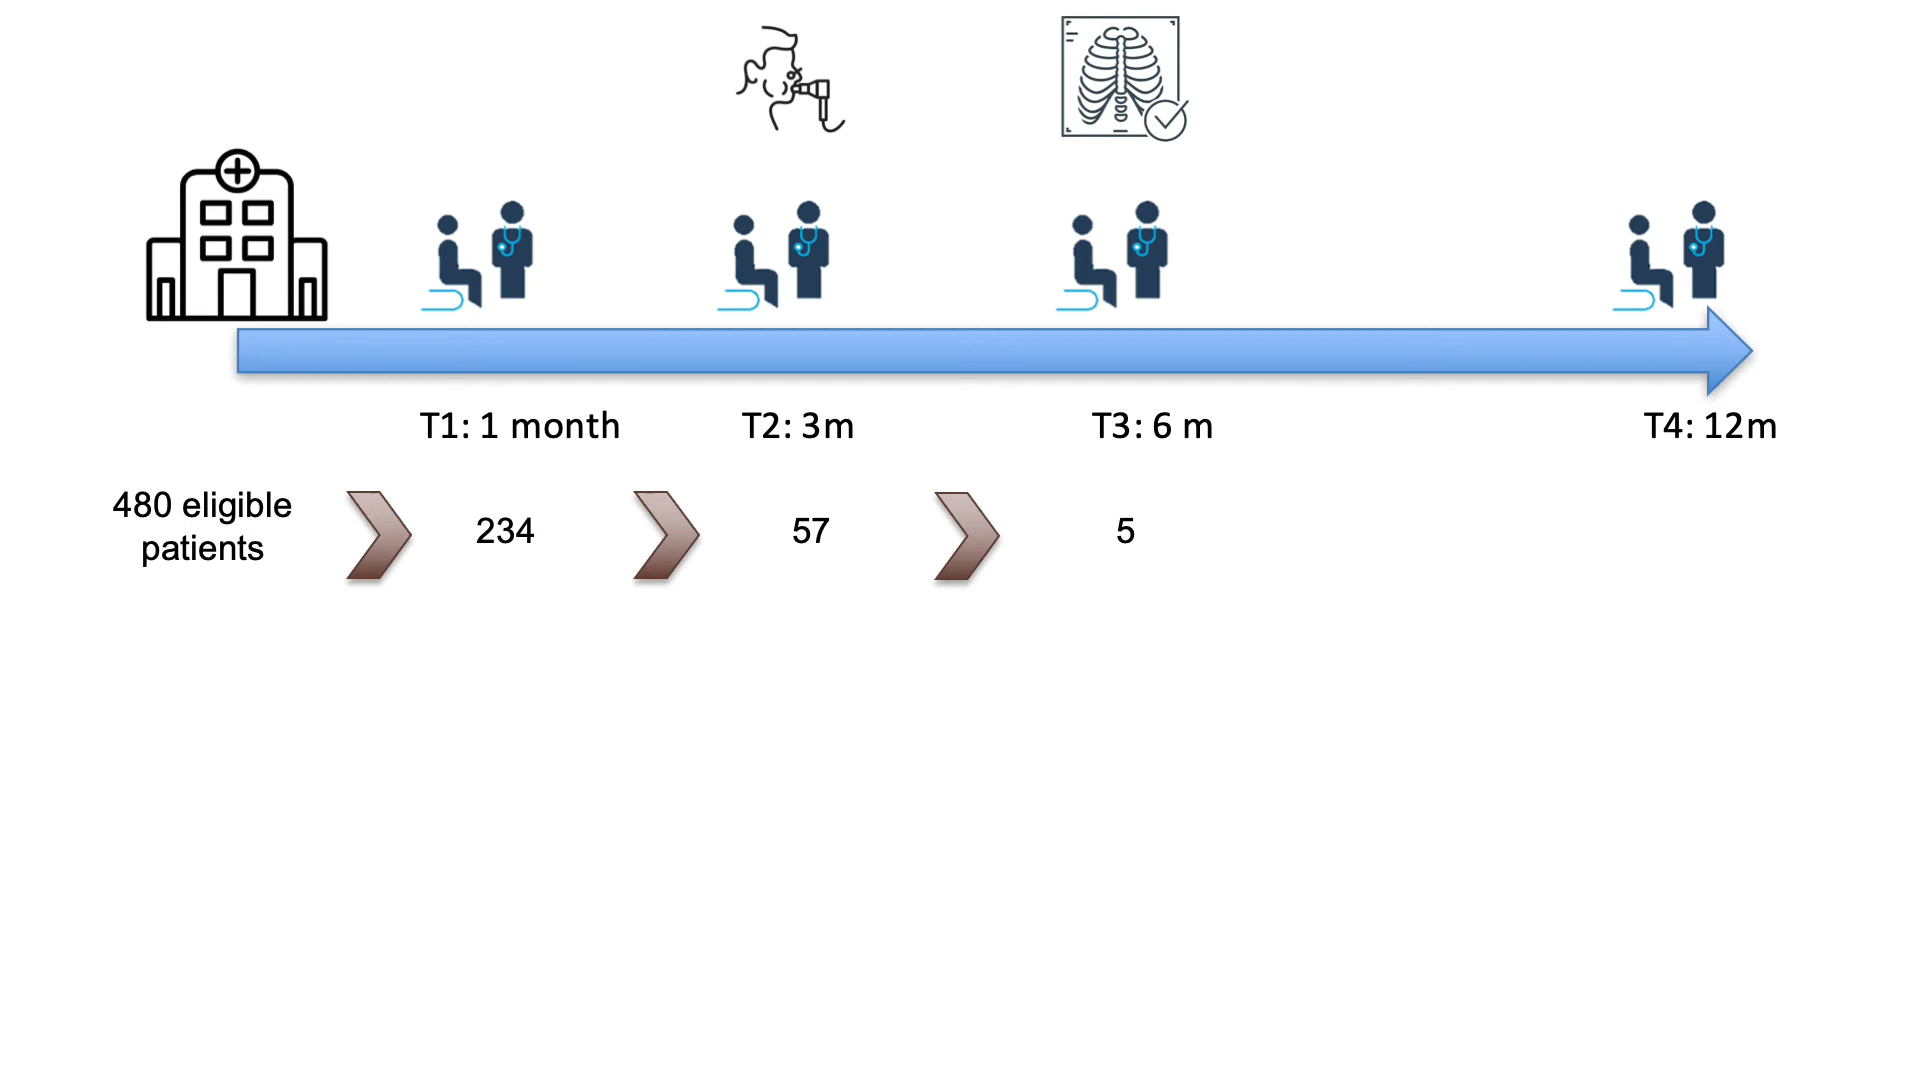 T1: 1 month
T2: 3m
T3: 6 m
T4: 12m
480 eligible
patients
234
57
5